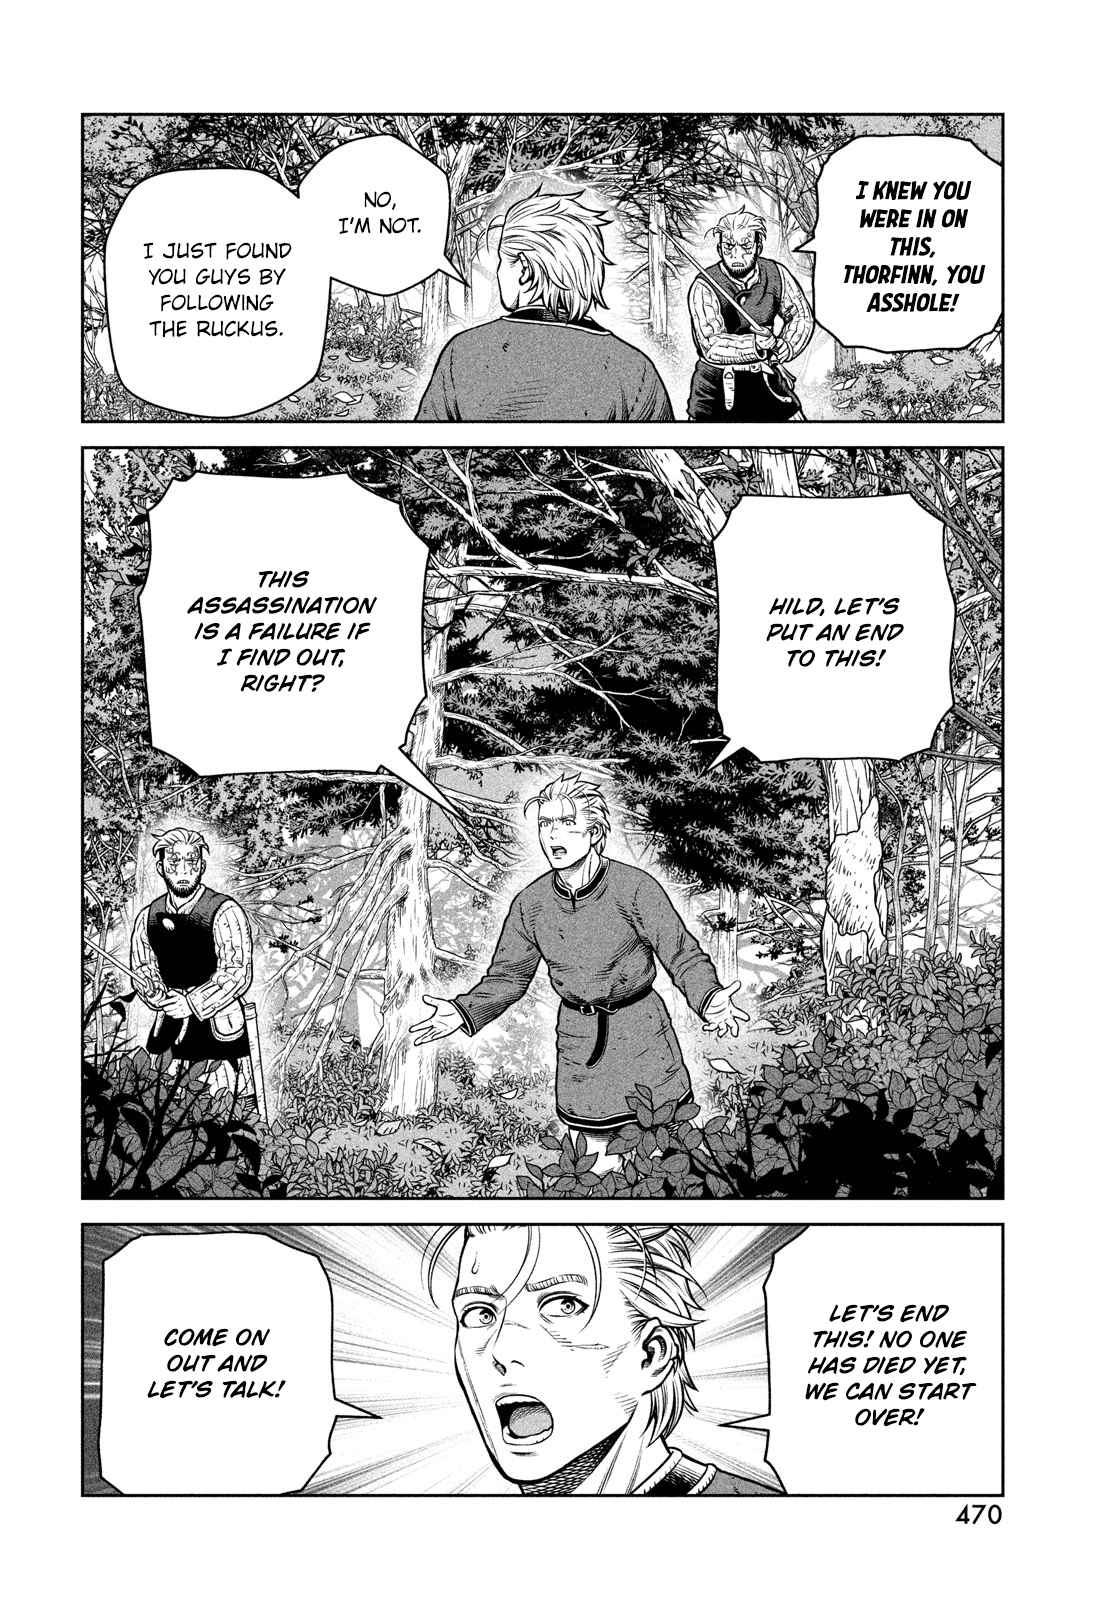 I KNEW YOU
WERE IN ON
THIS,
THORFINN, YOU
ASSHOLE!
NO,
I'M NOT.
I JUST FOUND
YOU GUYS BY
FOLLOWING
THE RUCKUS.
HILD, LET'S
PUT AN END
TO THIS!
THIS
ASSASSINATION
IS A FAILURE IF
I FIND OUT,
RIGHT?
LET'S END
THIS! NO ONE
HAS DIED YET,
WE CAN START
OVER!
COME ON
OUT AND
LET'S TALK!
470